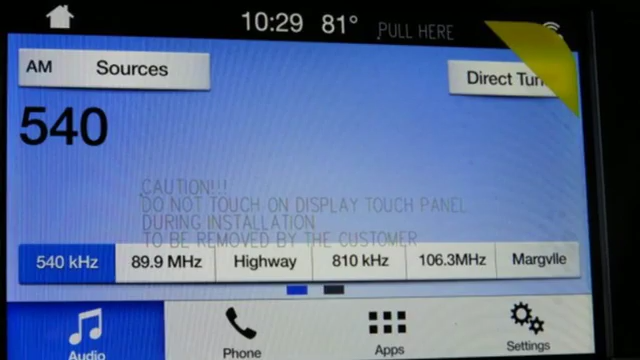 10:29 81° PULL HERE
AM Sources
Direct Tun
540
CAUTION!!!
DO NOT TOUCH ON DISPLAY TOUCH PANEL
DURING INSTALLATION
TO BE REMOVED BY THE CUSTOMER
540 kHz 89.9 MHz Highway 810 kHz 106.3MHz Margvlle
Audio Phone Apps Settings